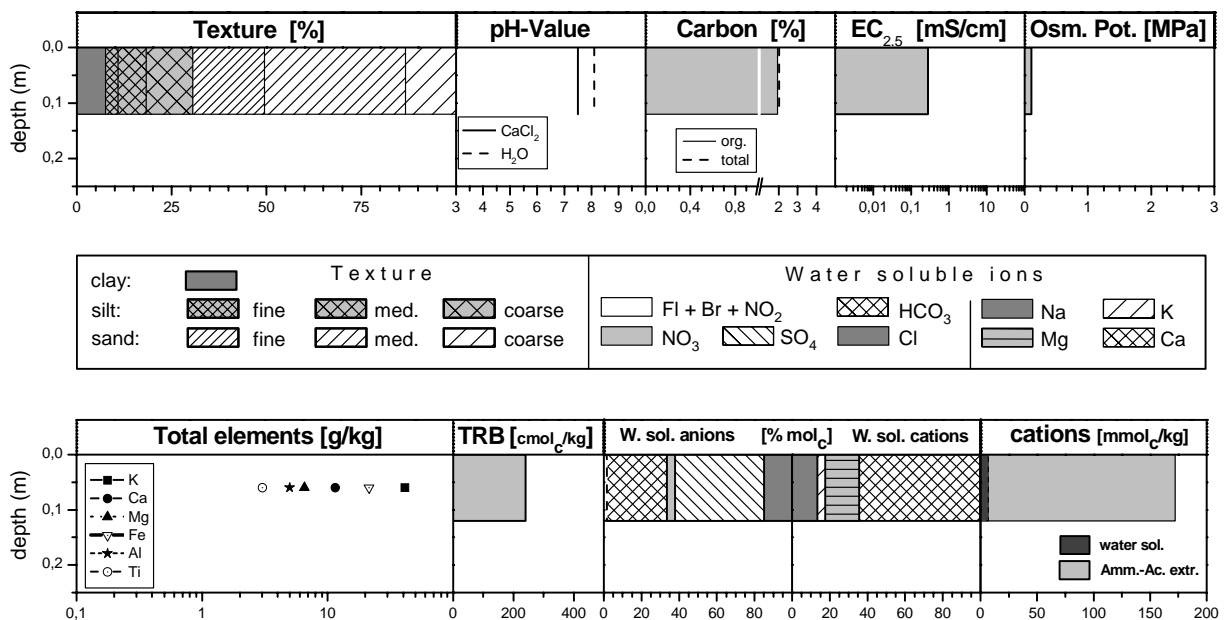 Texture [%] pH-Value Carbon [%] EC2.5 [mS/cm] Osm. Pot. [MPa]
depth (m)
0,0
0,1
0,2
CaCl2
H2O
org.
total
0 25 50 75 3 4 5 6 7 8 9 0,0 0,4 0,8 2 3 4 0,01 0,1 1 10 0 1 2 3
Texture
clay:
silt: fine med. coarse
sand: fine med. coarse
Water soluble ions
Fl + Br + NO2 HCO3 Na K
NO3 SO4 Cl Mg Ca
Total elements [g/kg] TRB [cmolc/kg] W. sol. anions [% molc] W. sol. cations cations [mmolc/kg]
depth (m)
0,0
0,1
0,2
K
Ca
Mg
Fe
Al
Ti
water sol.
Amm.-Ac. extr.
0,1 1 10 0 200 400 0 20 40 60 80 0 20 40 60 80 0 50 100 150 200